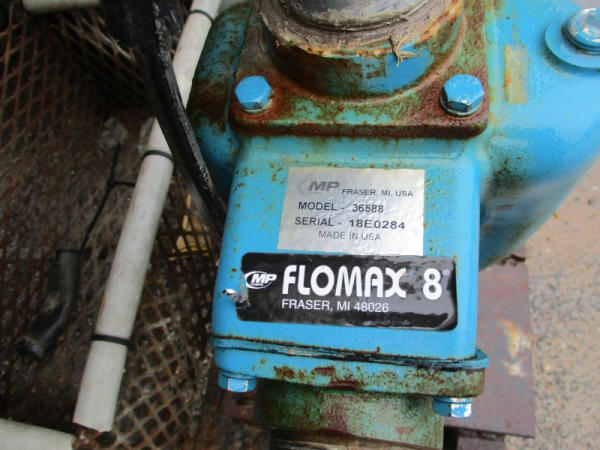 MP FRASER, MI, USA
MODEL - 36588
SERIAL - 18E0284
MADE IN USA
MP FLOMAX 8
FRASER, MI 48026